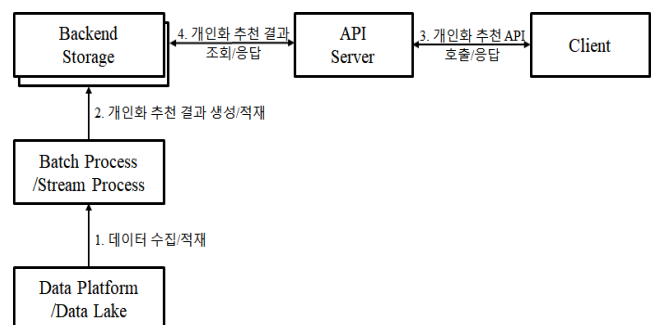 Backend
Storage
4. 개인화 추천 결과
조회/응답
API
Server
3. 개인화 추천 API
호출/응답
Client
2. 개인화 추천 결과 생성/적재
Batch Process
/Stream Process
1. 데이터 수집/적재
Data Platform
/Data Lake